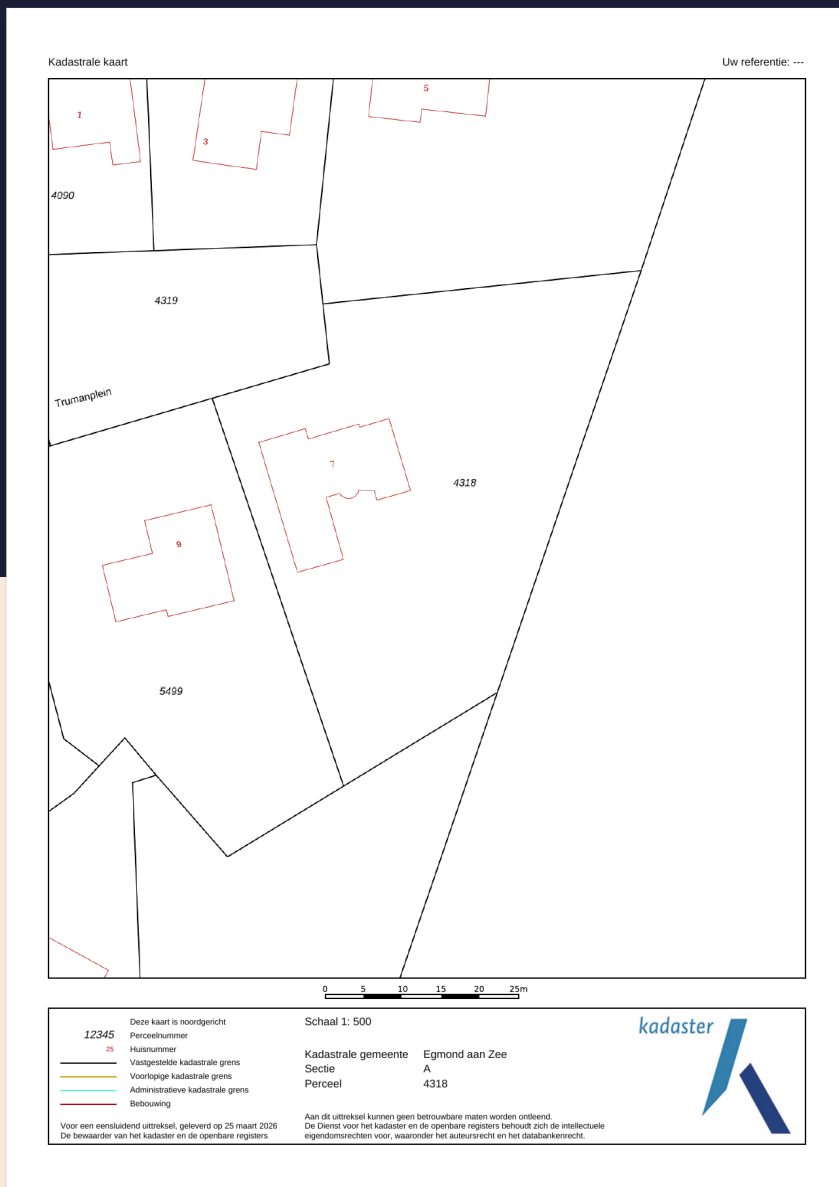 Kadastrale kaart
Uw referentie: ---
5
1
3
4090
4319
Trumanplein
7
4318
9
5499
0 5 10 15 20 25m
Deze kaart is noordgericht
12345 Perceelnummer
25 Huisnummer
Vastgestelde kadastrale grens
Voorlopige kadastrale grens
Administratieve kadastrale grens
Bebouwing
Voor een eensluidend uittreksel, geleverd op 25 maart 2026
De bewaarder van het kadaster en de openbare registers
Schaal 1: 500
Kadastrale gemeente Egmond aan Zee
Sectie A
Perceel 4318
Aan dit uittreksel kunnen geen betrouwbare maten worden ontleend.
De Dienst voor het kadaster en de openbare registers behoudt zich de intellectuele
eigendomsrechten voor, waaronder het auteursrecht en het databankenrecht.
kadaster